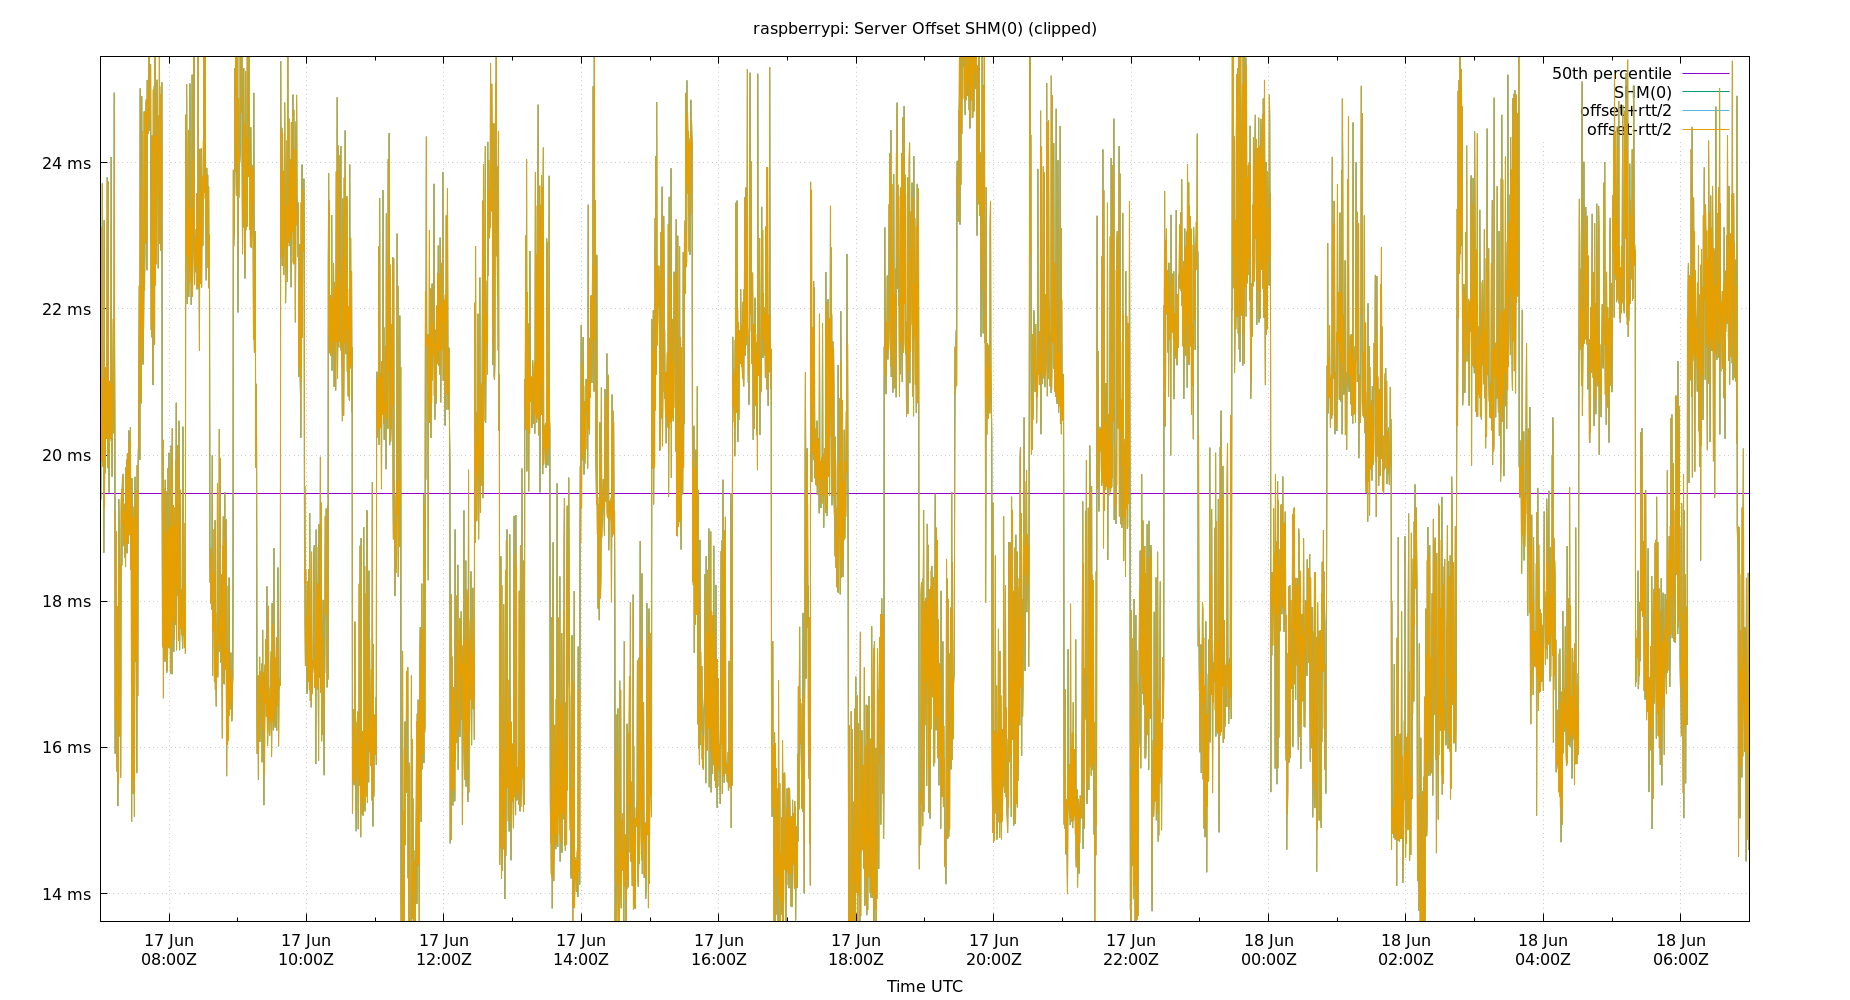 raspberrypi: Server Offset SHM(0) (clipped)
50th percentile
SHM(0)
offset+rtt/2
offset-rtt/2
24 ms
22 ms
20 ms
18 ms
16 ms
14 ms
17 Jun 17 Jun 17 Jun 17 Jun 17 Jun 17 Jun 17 Jun 17 Jun 18 Jun 18 Jun 18 Jun 18 Jun
08:00Z 10:00Z 12:00Z 14:00Z 16:00Z 18:00Z 20:00Z 22:00Z 00:00Z 02:00Z 04:00Z 06:00Z
Time UTC